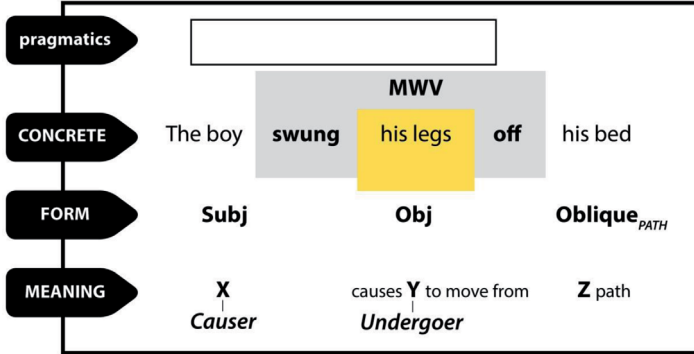 pragmatics
MWV
CONCRETE The boy swung his legs off his bed
FORM Subj Obj Oblique PATH
MEANING X causes Y to move from Z path
Causer Undergoer